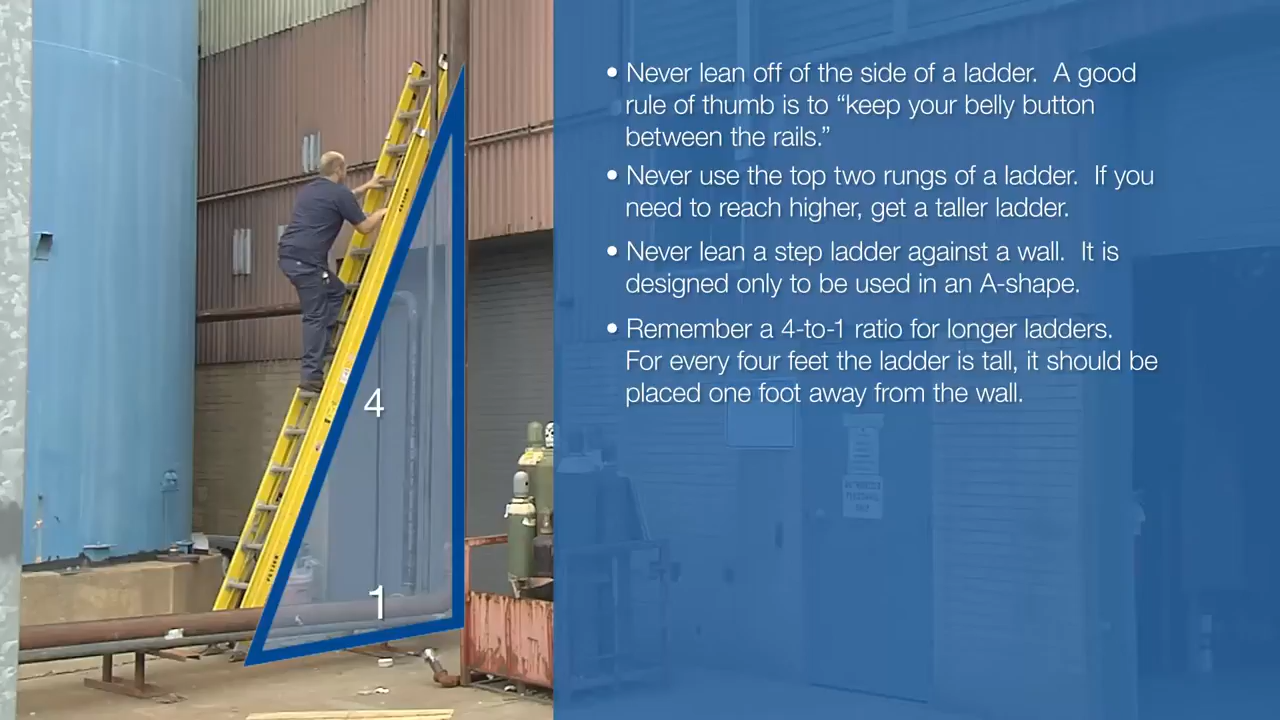 • Never lean off of the side of a ladder.  A good
rule of thumb is to “keep your belly button
between the rails.”
• Never use the top two rungs of a ladder.  If you
need to reach higher, get a taller ladder.
• Never lean a step ladder against a wall.  It is
designed only to be used in an A-shape.
• Remember a 4-to-1 ratio for longer ladders.
For every four feet the ladder is tall, it should be
placed one foot away from the wall.
4
1